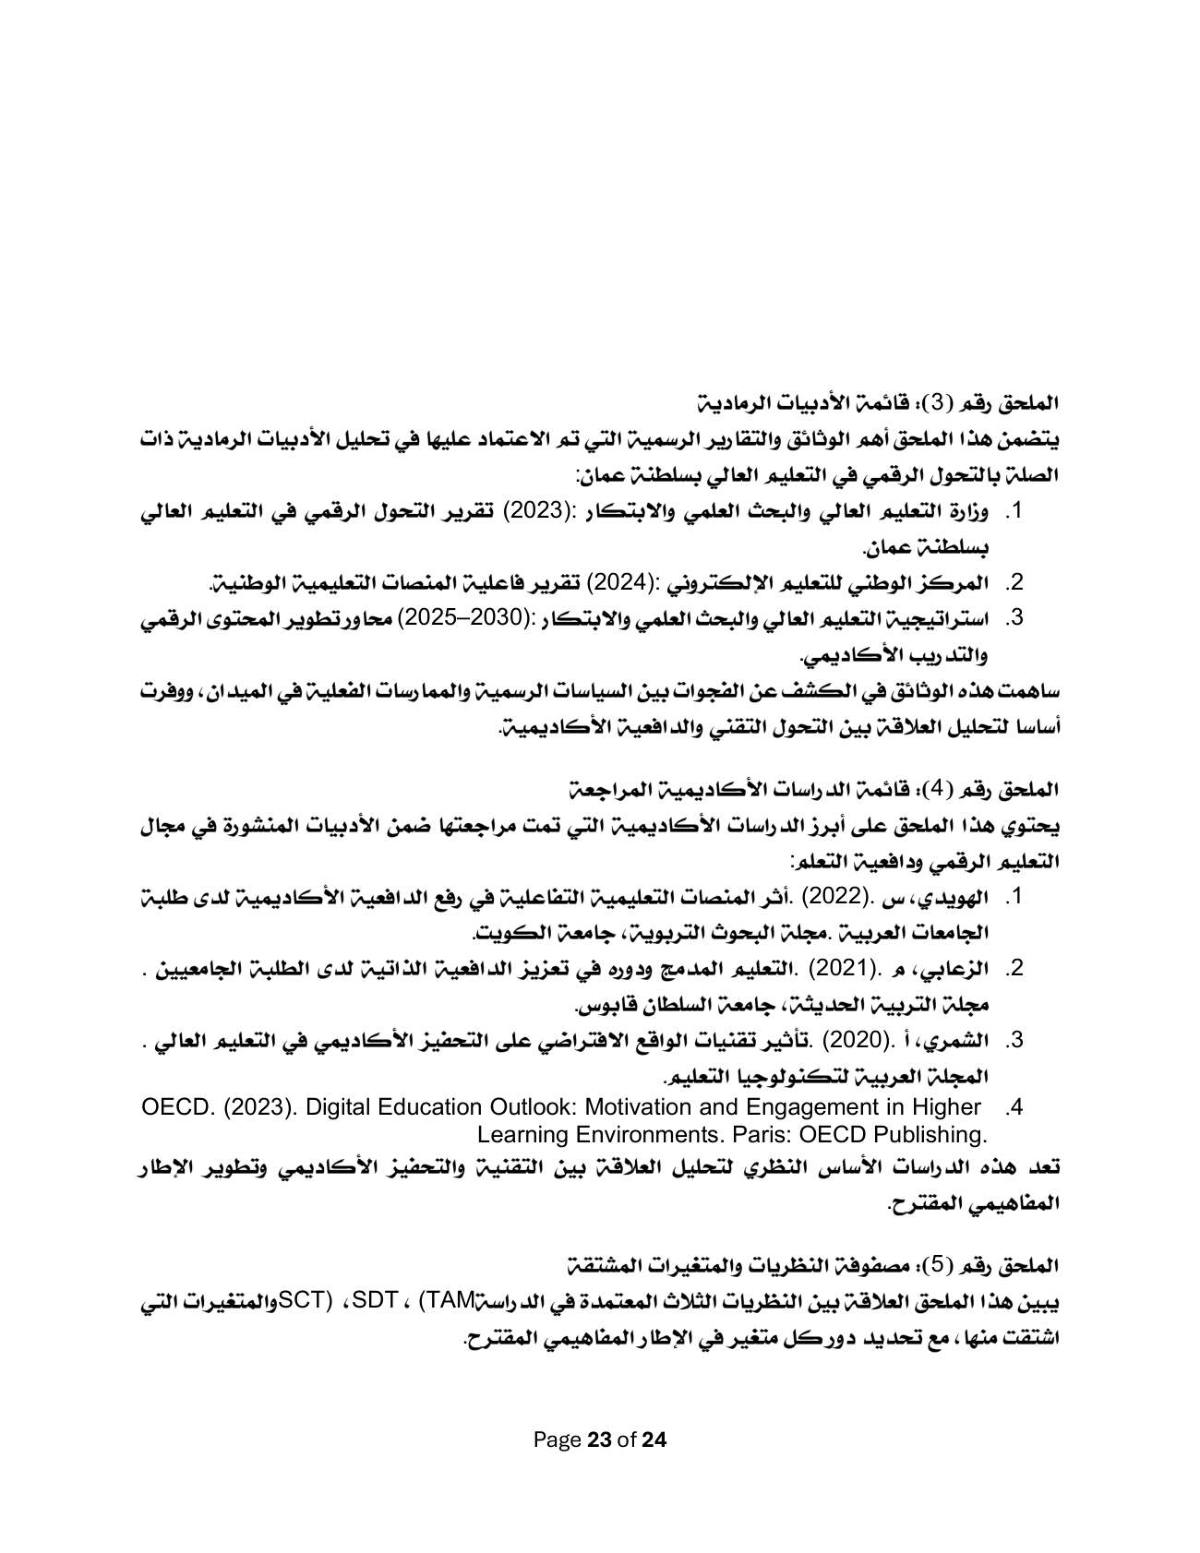 الملحق رقم (3): قائمة الأدبيات الرمادية
يتضمن هذا الملحق أهم الوثائق والتقارير الرسمية التي تم الاعتماد عليها في تحليل الأدبيات الرمادية ذات
الصلة بالتحول الرقمي في التعليم العالي بسلطنة عمان:
1. وزارة التعليم العالي والبحث العلمي والابتكار :(2023) تقرير التحول الرقمي في التعليم العالي
بسلطنة عمان.
2. المركز الوطني للتعليم الإلكتروني :(2024) تقرير فاعلية المنصات التعليمية الوطنية.
3. استراتيجية التعليم العالي والبحث العلمي والابتكار :(2025–2030) محاور تطوير المحتوى الرقمي
والتدريب الأكاديمي.
ساهمت هذه الوثائق في الكشف عن الفجوات بين السياسات الرسمية والممارسات الفعلية في الميدان، ووفرت
أساسا لتحليل العلاقة بين التحول التقني والدافعية الأكاديمية.
الملحق رقم (4): قائمة الدراسات الأكاديمية المراجعة
يحتوي هذا الملحق على أبرز الدراسات الأكاديمية التي تمت مراجعتها ضمن الأدبيات المنشورة في مجال
التعليم الرقمي ودافعية التعلم:
1. الهويدي، س .(2022) .أثر المنصات التعليمية التفاعلية في رفع الدافعية الأكاديمية لدى طلبة
الجامعات العربية .مجلة البحوث التربوية، جامعة الكويت.
2. الزعابي، م .(2021) .التعليم المدمج ودوره في تعزيز الدافعية الذاتية لدى الطلبة الجامعيين .
مجلة التربية الحديثة، جامعة السلطان قابوس.
3. الشمري، أ .(2020) .تأثير تقنيات الواقع الافتراضي على التحفيز الأكاديمي في التعليم العالي .
المجلة العربية لتكنولوجيا التعليم.
4. OECD. (2023). Digital Education Outlook: Motivation and Engagement in Higher
Learning Environments. Paris: OECD Publishing.
تعد هذه الدراسات الأساس النظري لتحليل العلاقة بين التقنية والتحفيز الأكاديمي وتطوير الإطار
المفاهيمي المقترح.
الملحق رقم (5): مصفوفة النظريات والمتغيرات المشتقة
يبين هذا الملحق العلاقة بين النظريات الثلاث المعتمدة في الدراسةTAM) ، SDT، (SCTوالمتغيرات التي
اشتقت منها، مع تحديد دور كل متغير في الإطار المفاهيمي المقترح.
Page 23 of 24